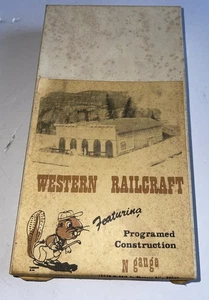 WESTERN RAILCRAFT
Featuring
Programed
Construction
N gauge